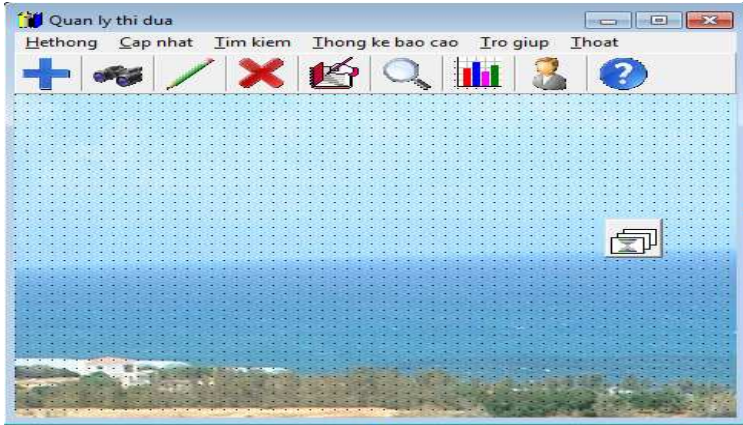 Quan ly thi dua
Hethong Cap nhat Tim kiem Thong ke bao cao Tro giup Thoat
?